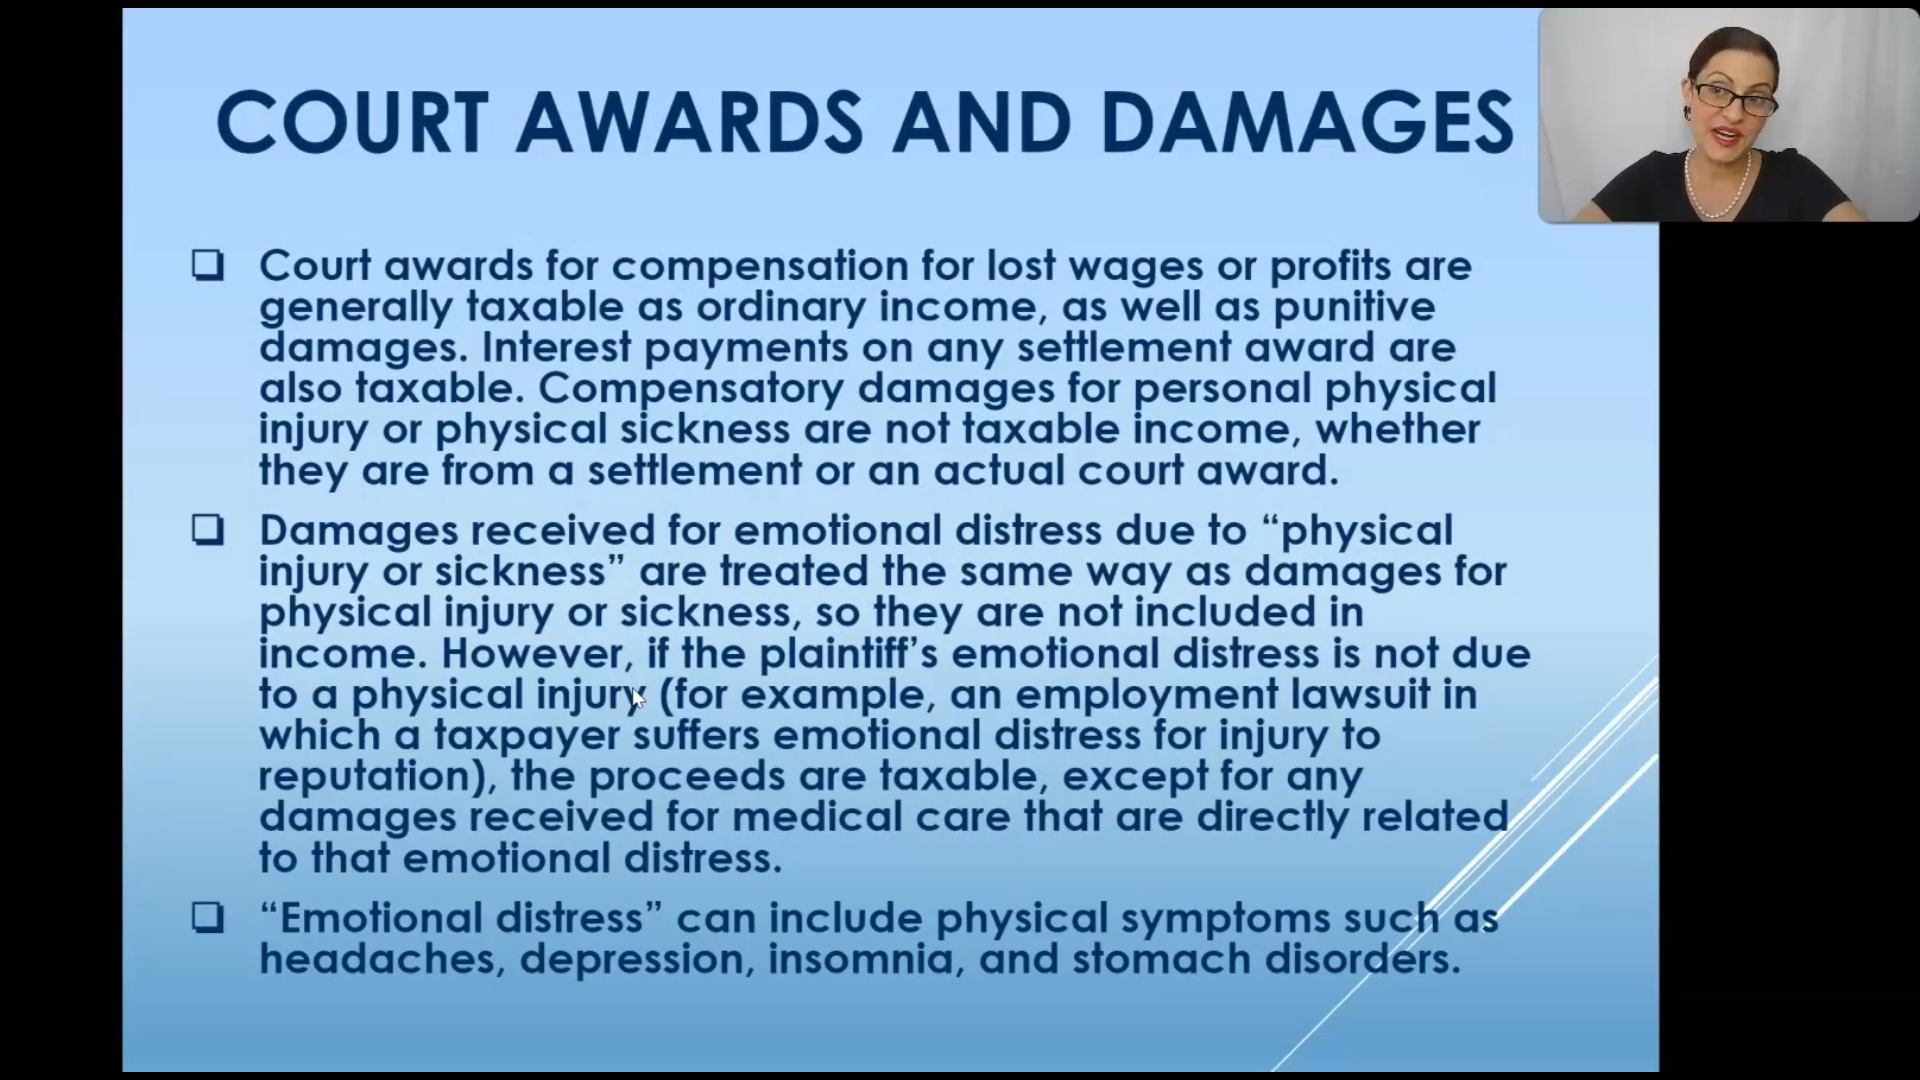 COURT AWARDS AND DAMAGES
Court awards for compensation for lost wages or profits are
generally taxable as ordinary income, as well as punitive
damages. Interest payments on any settlement award are
also taxable. Compensatory damages for personal physical
injury or physical sickness are not taxable income, whether
they are from a settlement or an actual court award.
Damages received for emotional distress due to “physical
injury or sickness” are treated the same way as damages for
physical injury or sickness, so they are not included in
income. However, if the plaintiff’s emotional distress is not due
to a physical injury (for example, an employment lawsuit in
which a taxpayer suffers emotional distress for injury to
reputation), the proceeds are taxable, except for any
damages received for medical care that are directly related
to that emotional distress.
“Emotional distress” can include physical symptoms such as
headaches, depression, insomnia, and stomach disorders.